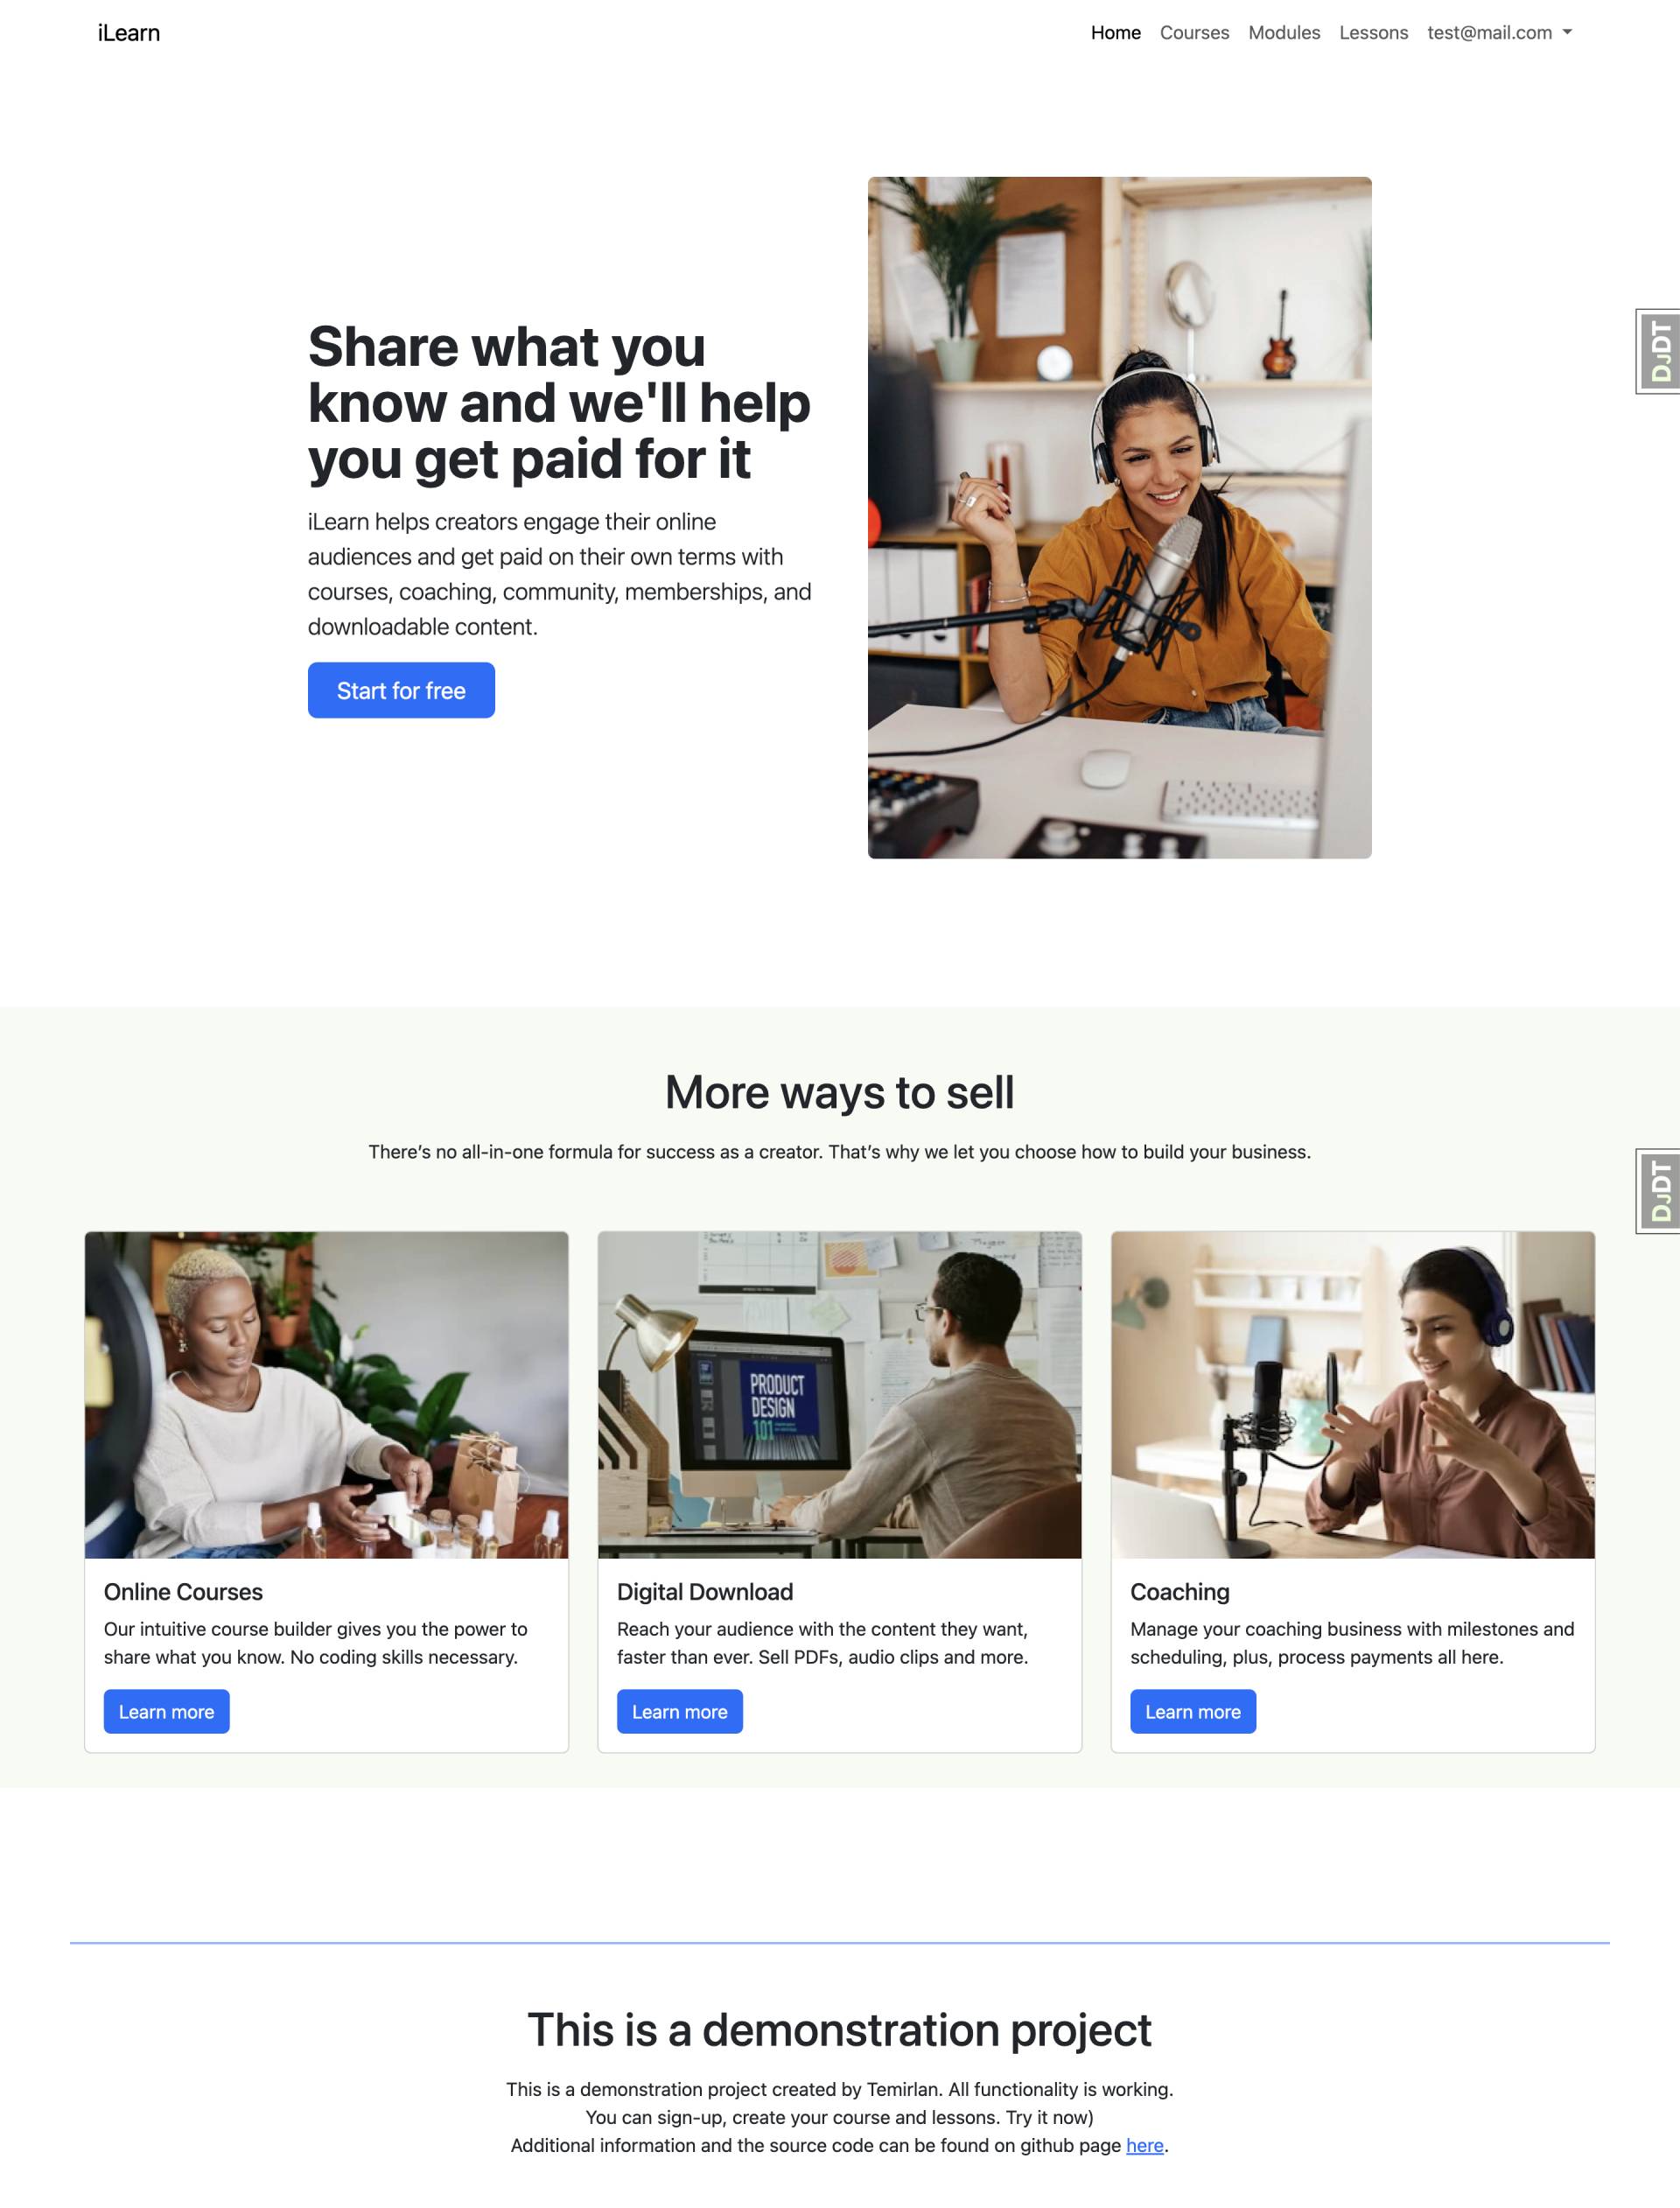 iLearn
Home Courses Modules Lessons test@mail.com
Share what you
know and we'll help
you get paid for it
iLearn helps creators engage their online
audiences and get paid on their own terms with
courses, coaching, community, memberships, and
downloadable content.
Start for free
DJDT
More ways to sell
There’s no all-in-one formula for success as a creator. That’s why we let you choose how to build your business.
DJDT
PRODUCT
DESIGN
101
Online Courses
Our intuitive course builder gives you the power to
share what you know. No coding skills necessary.
Learn more
Digital Download
Reach your audience with the content they want,
faster than ever. Sell PDFs, audio clips and more.
Learn more
Coaching
Manage your coaching business with milestones and
scheduling, plus, process payments all here.
Learn more
This is a demonstration project
This is a demonstration project created by Temirlan. All functionality is working.
You can sign-up, create your course and lessons. Try it now)
Additional information and the source code can be found on github page here.